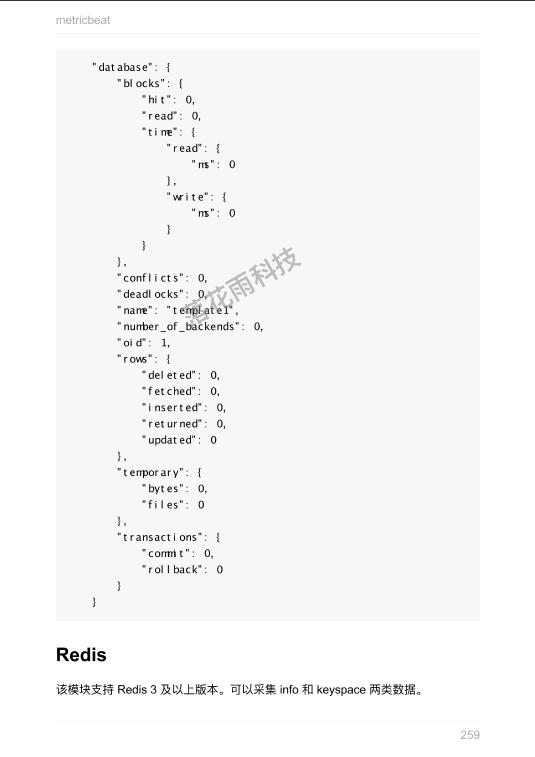 metricbeat
"database": {
"blocks": {
"hit": 0,
"read": 0,
"time": {
"read": {
"ms": 0
},
"write": {
"ms": 0
}
}
},
"conflicts": 0,
"deadlocks": 0,
"name": "template1",
"number_of_backends": 0,
"oid": 1,
"rows": {
"deleted": 0,
"fetched": 0,
"inserted": 0,
"returned": 0,
"updated": 0
},
"temporary": {
"bytes": 0,
"files": 0
},
"transactions": {
"commit": 0,
"rollback": 0
}
}
落花雨科技
Redis
该模块支持 Redis 3 及以上版本。可以采集 info 和 keyspace 两类数据。
259